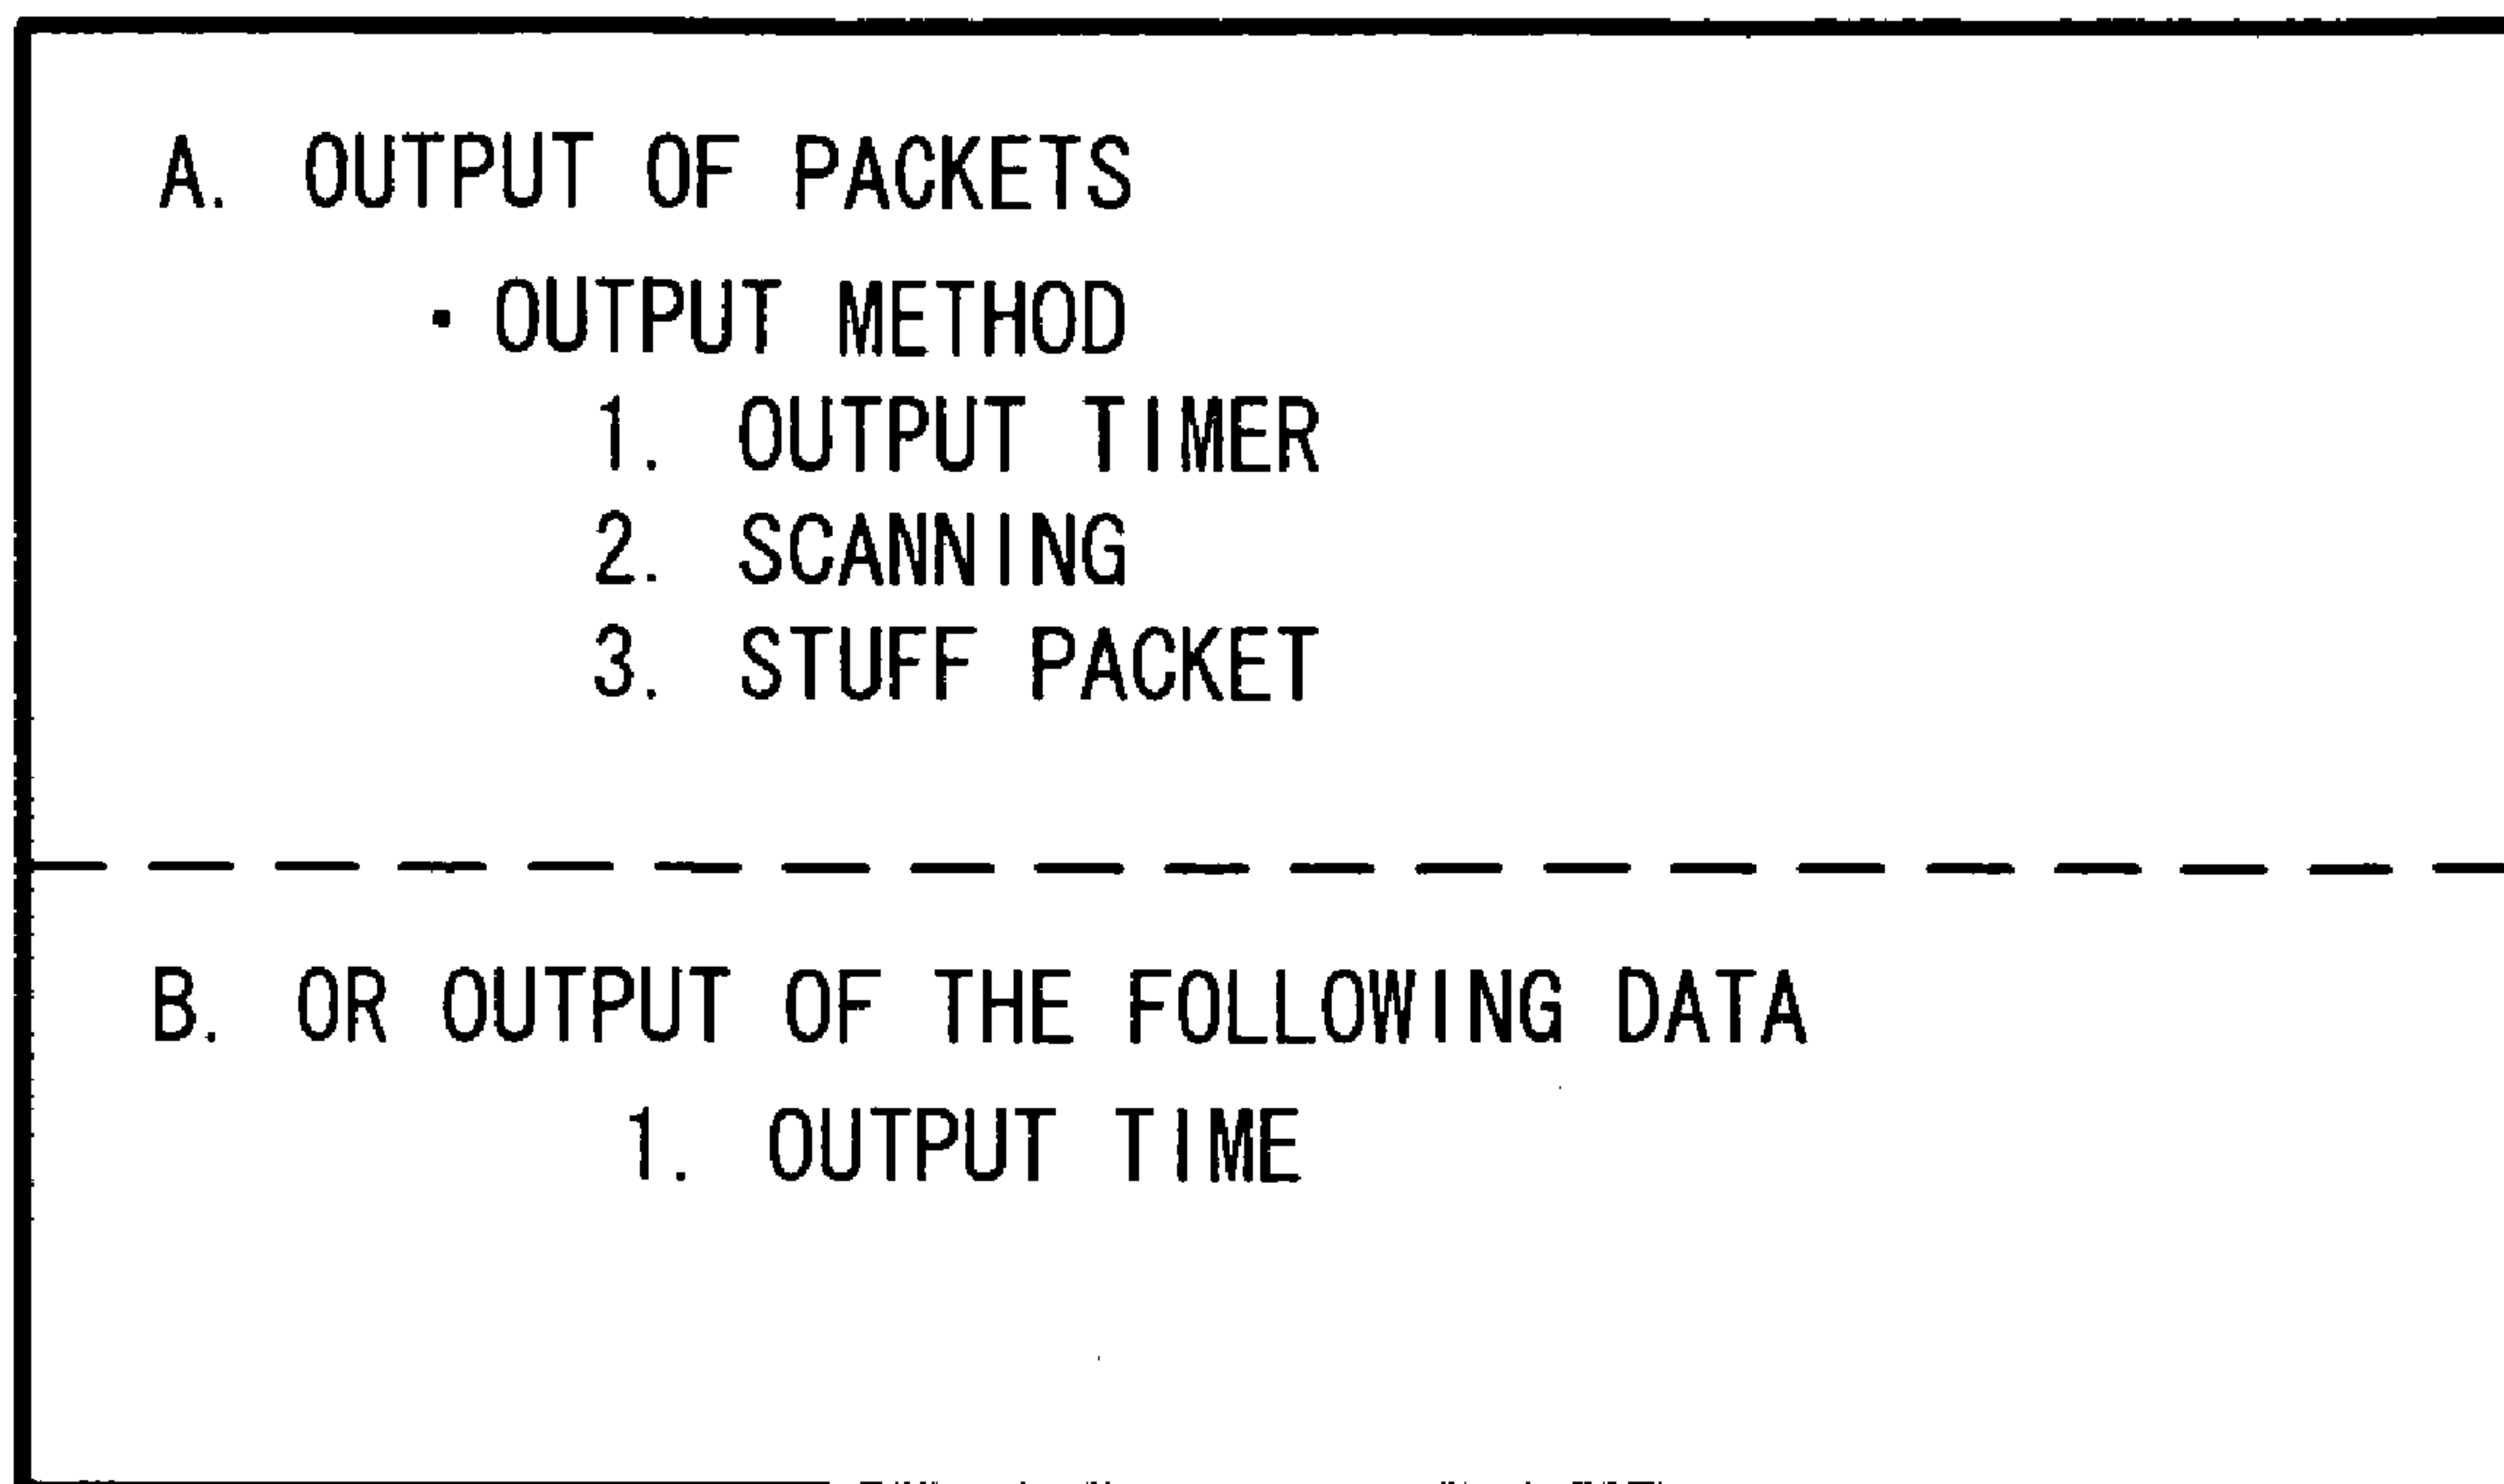 A. OUTPUT OF PACKETS
· OUTPUT METHOD
1. OUTPUT TIMER
2. SCANNING
3. STUFF PACKET
B. OR OUTPUT OF THE FOLLOWING DATA
1. OUTPUT TIME